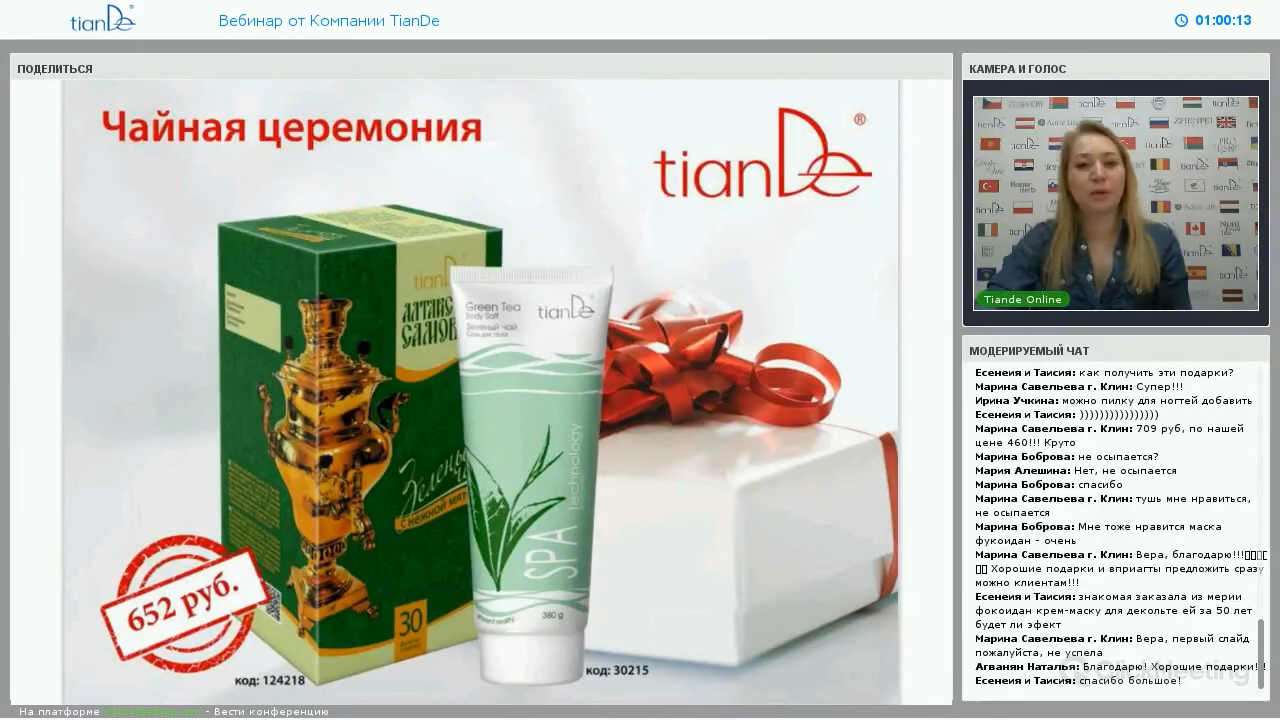 tianDe®
Вебинар от Компании TianDe
01:00:13
ПОДЕЛИТЬСЯ
Чайная церемония
tianDe®
tianDe
Зеленый
30
Green Tea
Body Salt
tianDe®
Зелёный чай
Соль для тела
SPA
technology
380 g
652 руб.
код: 124218
код: 30215
КАМЕРА И ГОЛОС
Tiande Online
МОДЕРИРУЕМЫЙ ЧАТ
Есенеия и Таисия: как получить эти подарки?
Марина Савельева г. Клин: Супер!!!
Ирина Учкина: можно пилку для ногтей добавить
Есенеия и Таисия: ))))))))))))))))
Марина Савельева г. Клин: 709 руб, по нашей
цене 460!!! Круто
Марина Боброва: не осыпается?
Мария Алешина: Нет, не осыпается
Марина Боброва: спасибо
Марина Савельева г. Клин: тушь мне нравиться,
не осыпается
Марина Боброва: Мне тоже нравится маска
фукоидан - очень
Марина Савельева г. Клин: Вера, благодарю!!!
Хорошие подарки и вприагты предложить сразу
можно клиентам!!!
Есенеия и Таисия: знакомая заказала из мерии
фукоидан крем-маску для декольте ей за 50 лет
будет ли эфект
Марина Савельева г. Клин: Вера, первый слайд
пожалуйста, не успела
Агванян Наталья: Благодарю! Хорошие подарки!!
Есенеия и Таисия: спасибо большое!
ClickMeeting
На платформе clickmeeting.com - Вести конференцию